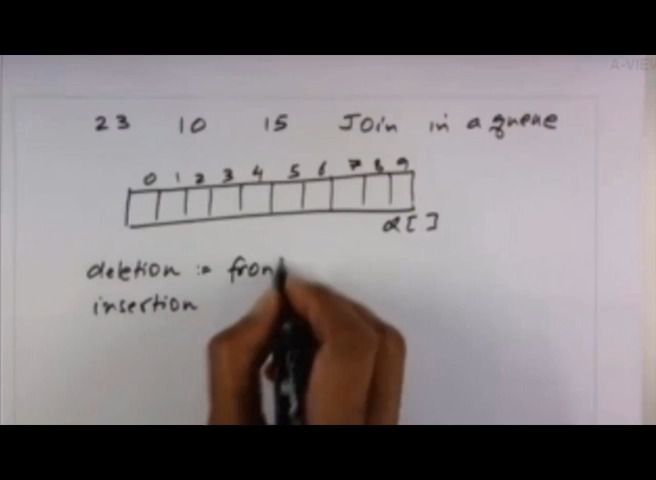 23 10 15 Join in a queue
0 1 2 3 4 5 6 7 8 9
Q[ ]
deletion :- fron
insertion